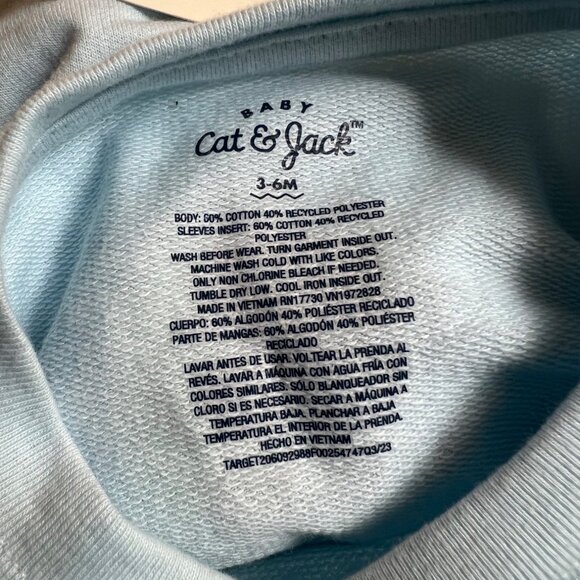 BABY
Cat & Jack™
3-6M
BODY: 60% COTTON 40% RECYCLED POLYESTER
SLEEVES INSERT: 60% COTTON 40% POLYESTER
POLYESTER
WASH BEFORE WEAR. TURN GARMENT INSIDE OUT.
MACHINE WASH COLD WITH LIKE COLORS.
ONLY NON CHLORINE BLEACH IF NEEDED.
TUMBLE DRY LOW. COOL IRON INSIDE OUT.
MADE IN VIETNAM RN17730 VN1972828
CUERPO: 60% ALGODÓN 40% POLIÉSTER RECICLADO
PARTE DE MANGAS: 60% ALGODÓN 40% POLIÉSTER
RECICLADO
LAVAR ANTES DE USAR. VOLTEAR LA PRENDA AL
REVÉS. LAVAR A MÁQUINA CON AGUA FRÍA CON
COLORES SIMILARES. SÓLO BLANQUEADOR SIN
CLORO SI ES NECESARIO. SECAR A MÁQUINA A
TEMPERATURA BAJA. PLANCHAR A BAJA
TEMPERATURA EL INTERIOR DE LA PRENDA.
HECHO EN VIETNAM
TARGET206092988F00254747Q3/23